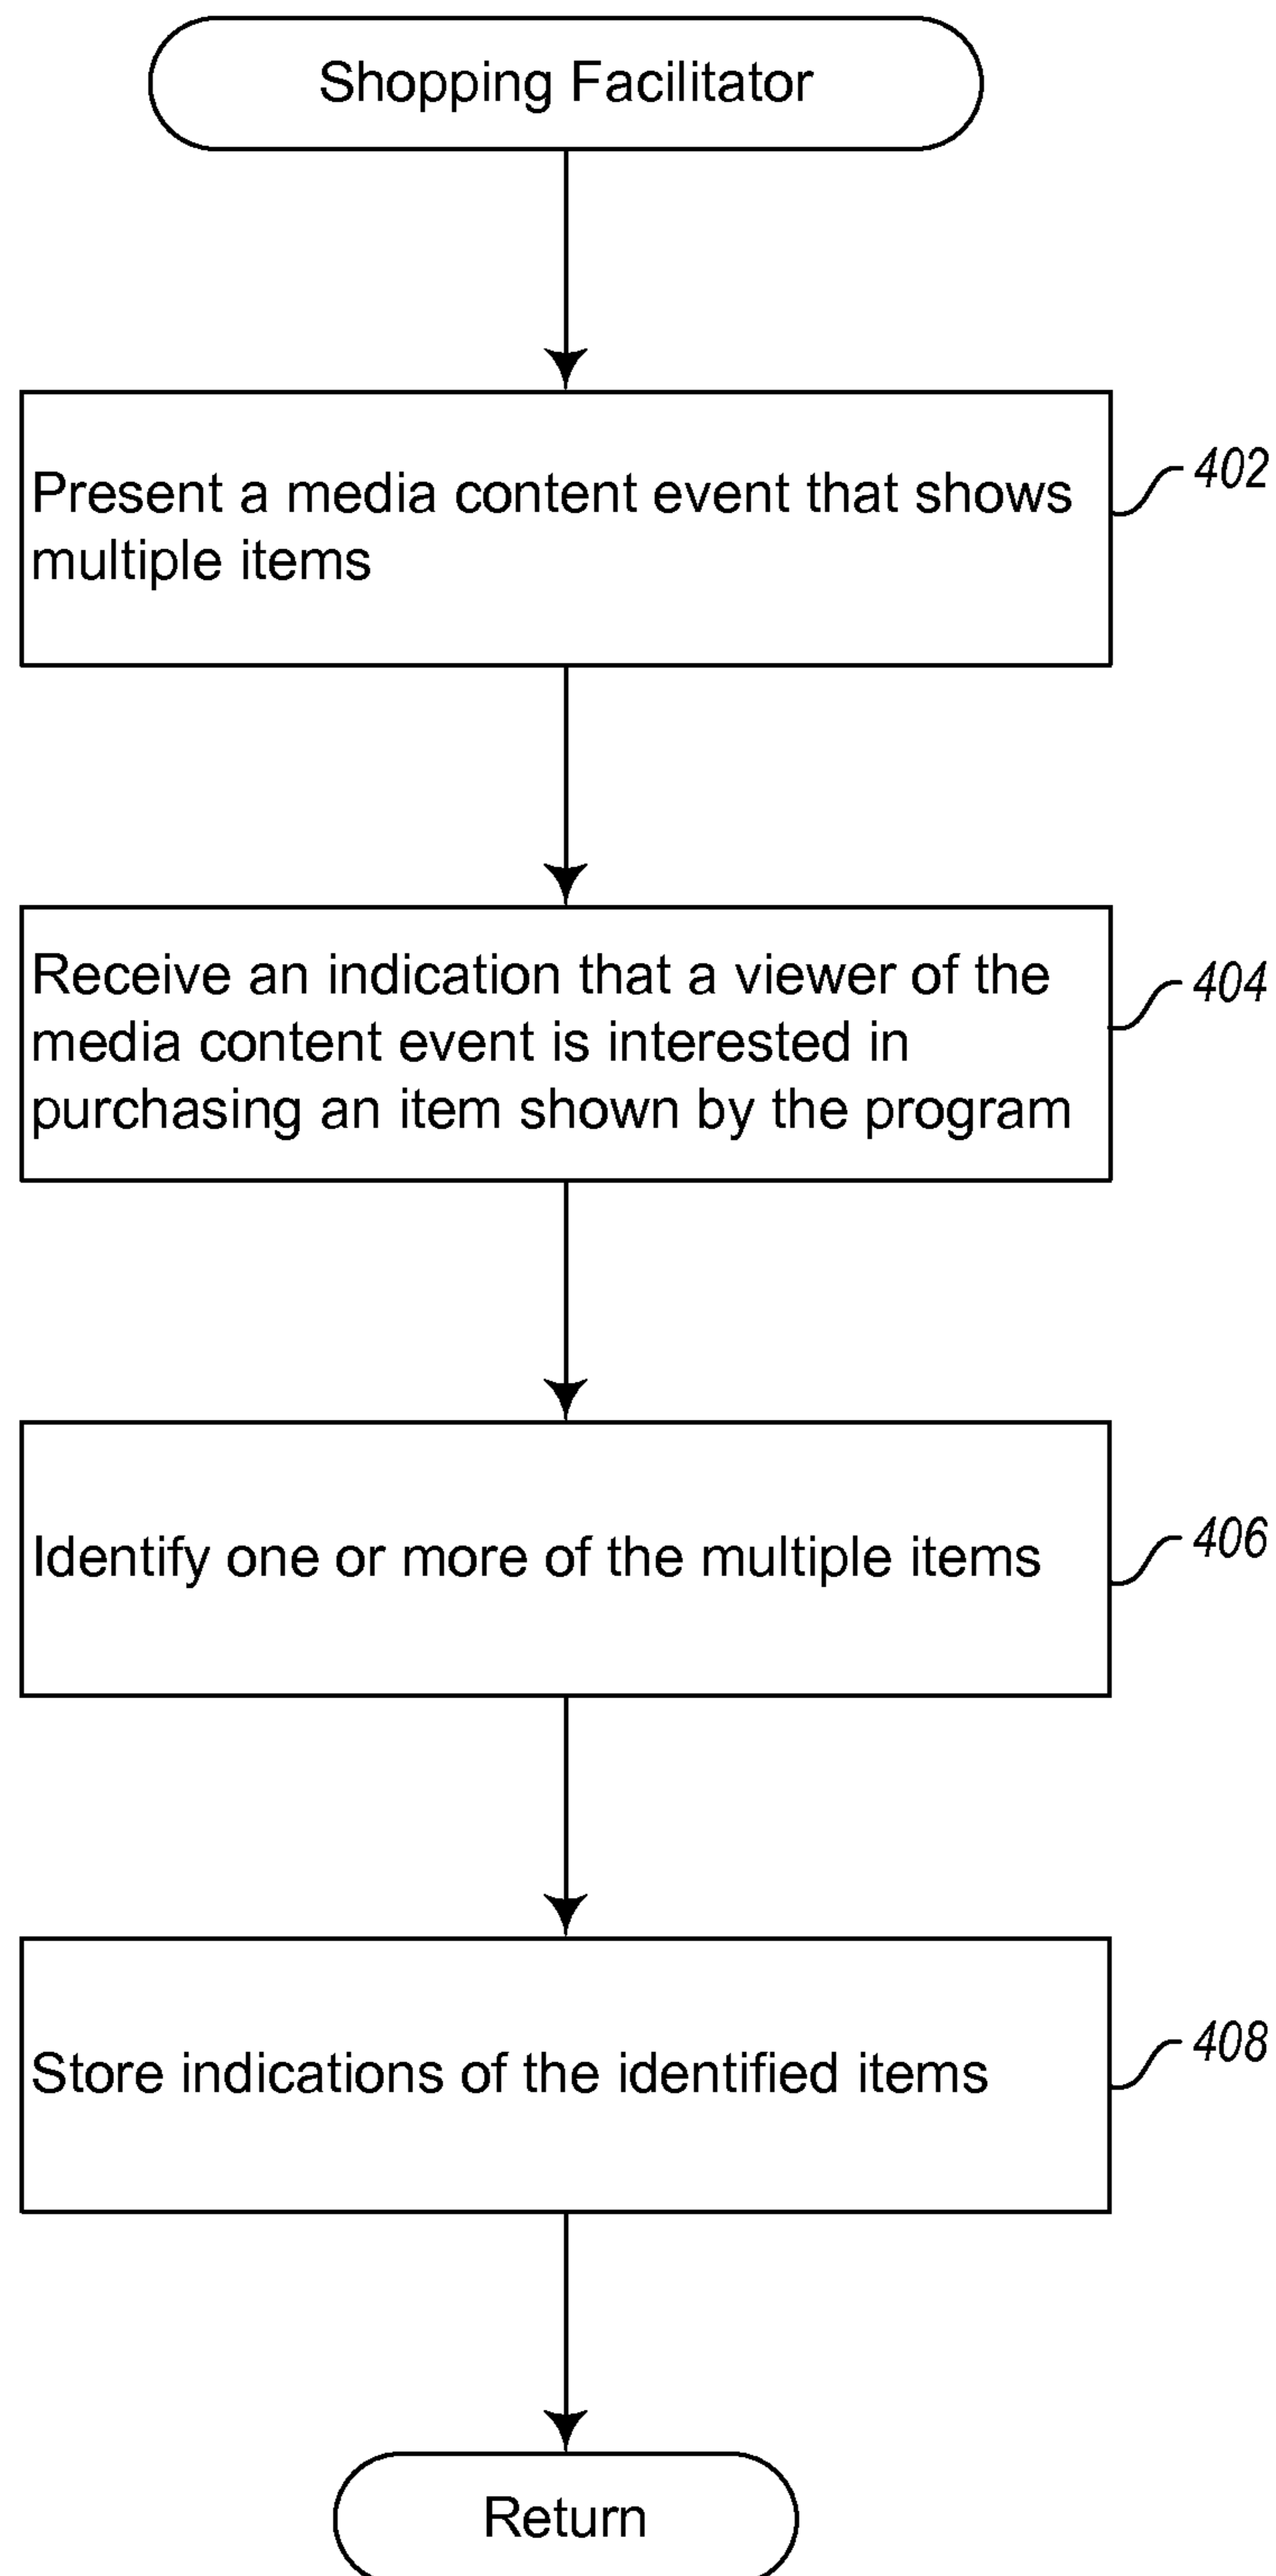 Shopping Facilitator
Present a media content event that shows
multiple items
402
Receive an indication that a viewer of the
media content event is interested in
purchasing an item shown by the program
404
Identify one or more of the multiple items
406
Store indications of the identified items
408
Return